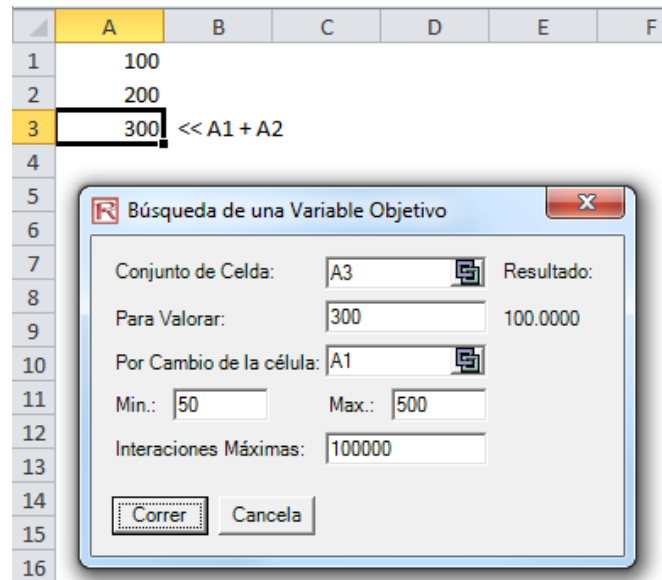 A B C D E F
1 100
2 200
3 300 << A1 + A2
4
5
6
7
8
9
10
11
12
13
14
15
16
R Búsqueda de una Variable Objetivo X
Conjunto de Celda: A3 Resultado:
Para Valorar: 300 100.0000
Por Cambio de la célula: A1
Min.: 50 Max.: 500
Interaciones Máximas: 100000
Correr Cancela